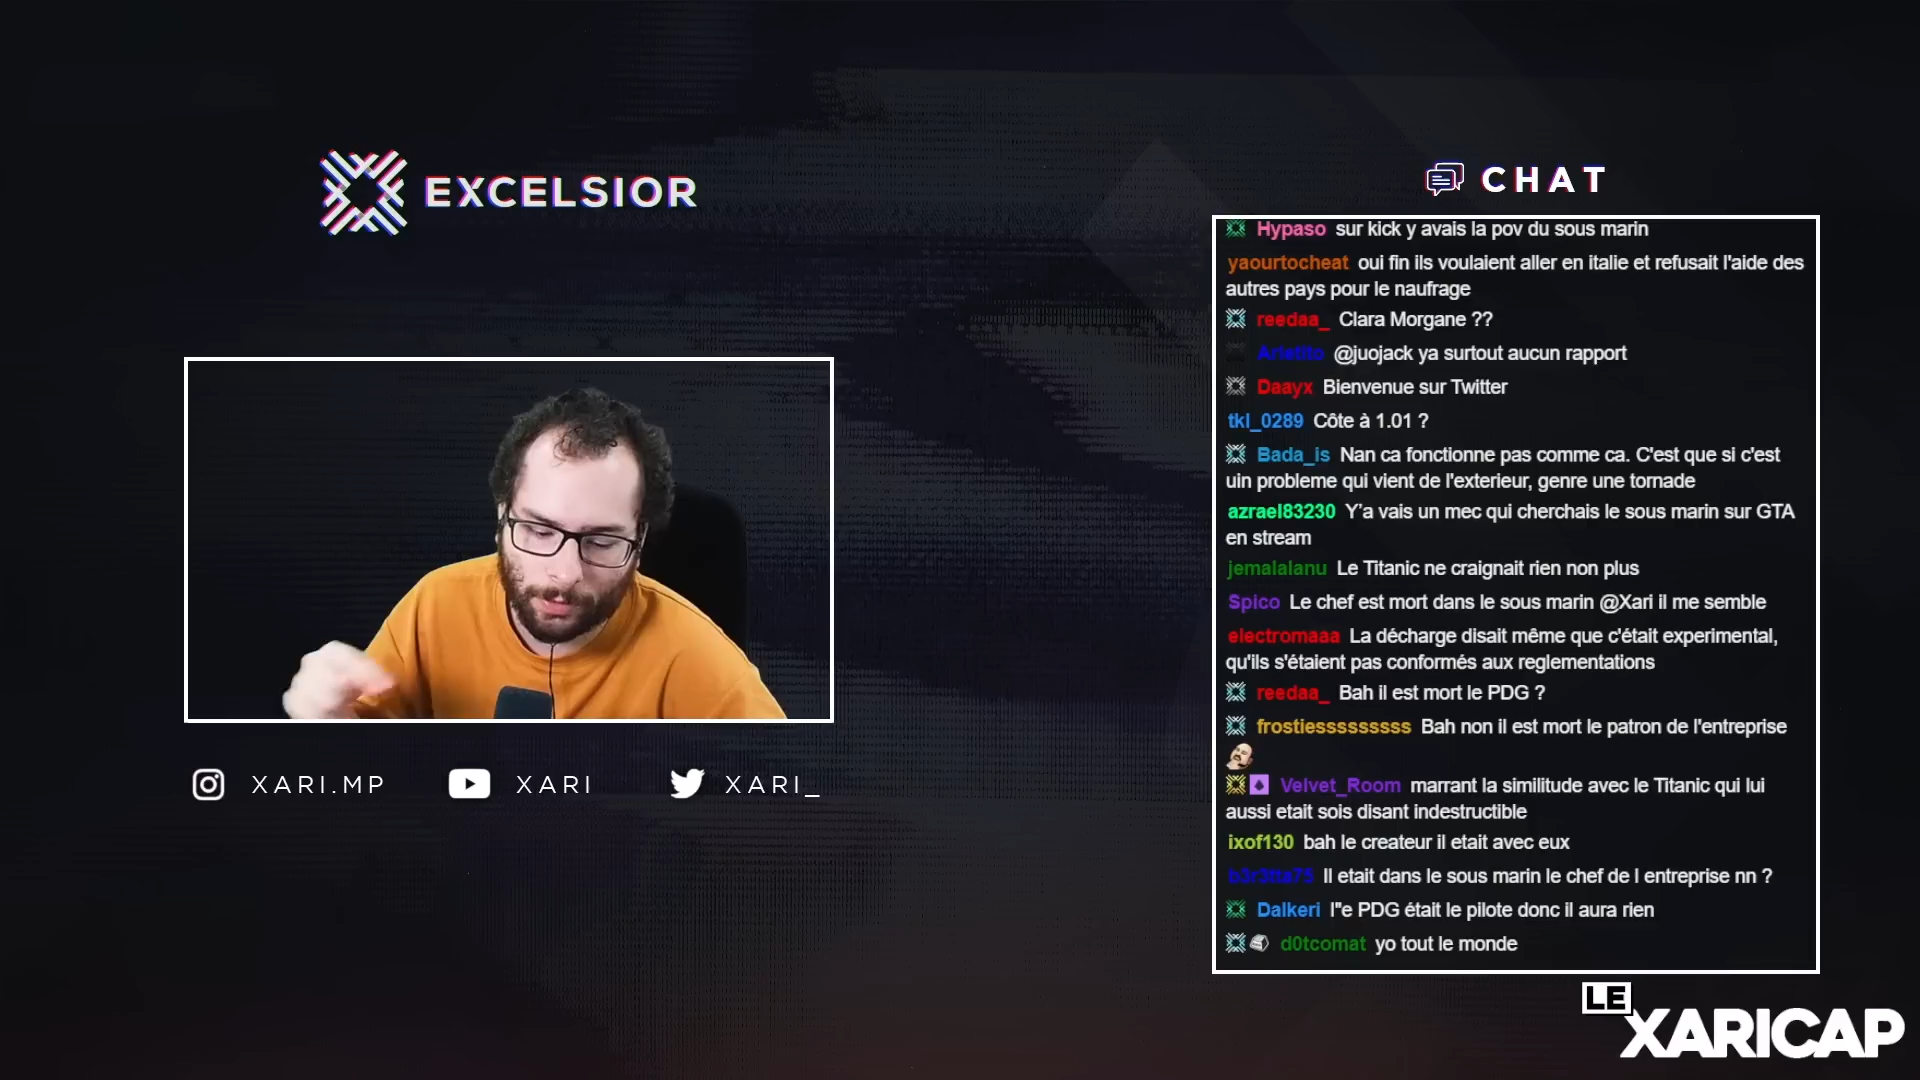 EXCELSIOR
CHAT
Hypaso sur kick y avais la pov du sous marin
yaourtocheat oui fin ils voulaient aller en italie et refusait l'aide des
autres pays pour le naufrage
reedaa_ Clara Morgane ??
Arletito @juojack ya surtout aucun rapport
Daayx Bienvenue sur Twitter
tkl_0289 Côte à 1.01 ?
Bada_is Nan ca fonctionne pas comme ca. C'est que si c'est
uin probleme qui vient de l'exterieur, genre une tornade
azrael83230 Y'a vais un mec qui cherchais le sous marin sur GTA
en stream
jemalalanu Le Titanic ne craignait rien non plus
Spico Le chef est mort dans le sous marin @Xari il me semble
electromaaa La décharge disait même que c'était experimental,
qu'ils s'étaient pas conformés aux reglementations
reedaa_ Bah il est mort le PDG ?
frostiesssssssss Bah non il est mort le patron de l'entreprise
Velvet_Room marrant la similitude avec le Titanic qui lui
aussi etait sois disant indestructible
ixof130 bah le createur il etait avec eux
b3r3tta75 Il etait dans le sous marin le chef de l entreprise nn ?
Dalkeri l"e PDG était le pilote donc il aura rien
d0tcomat yo tout le monde
XARI.MP
XARI
XARI_
LE
XARICAP